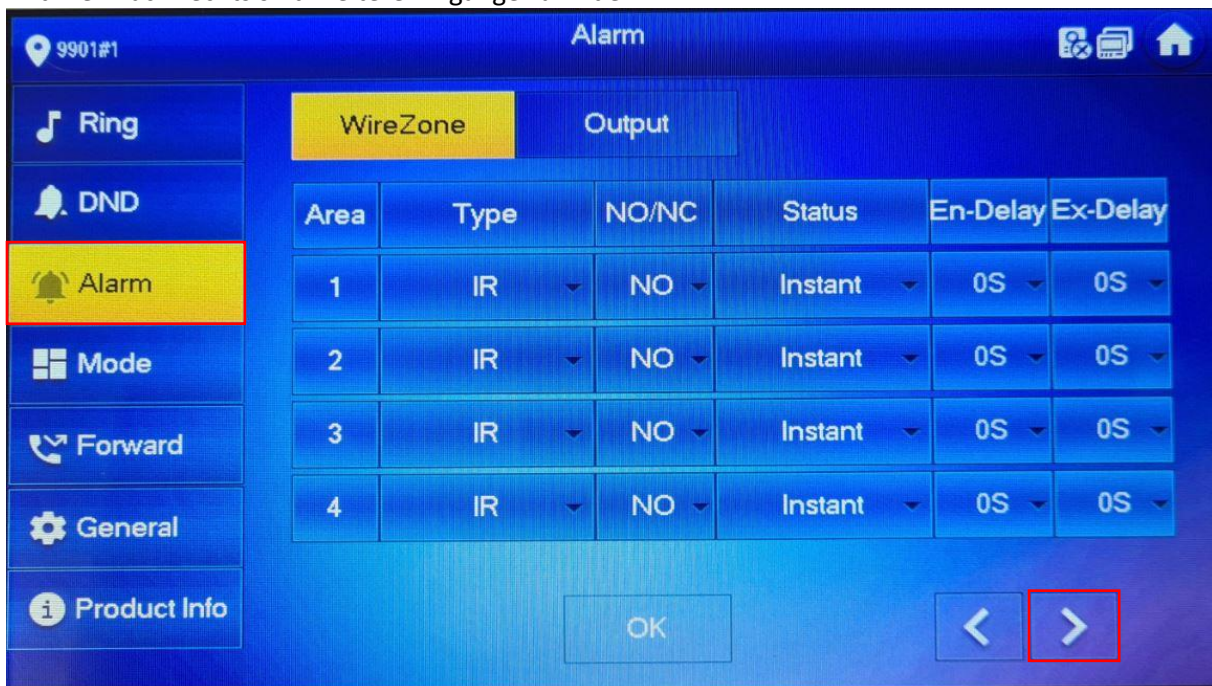 9901#1
Alarm
Ring
DND
Alarm
Mode
Forward
General
Product Info
WireZone Output
Area Type NO/NC Status En-Delay Ex-Delay
1 IR NO Instant 0S 0S
2 IR NO Instant 0S 0S
3 IR NO Instant 0S 0S
4 IR NO Instant 0S 0S
OK